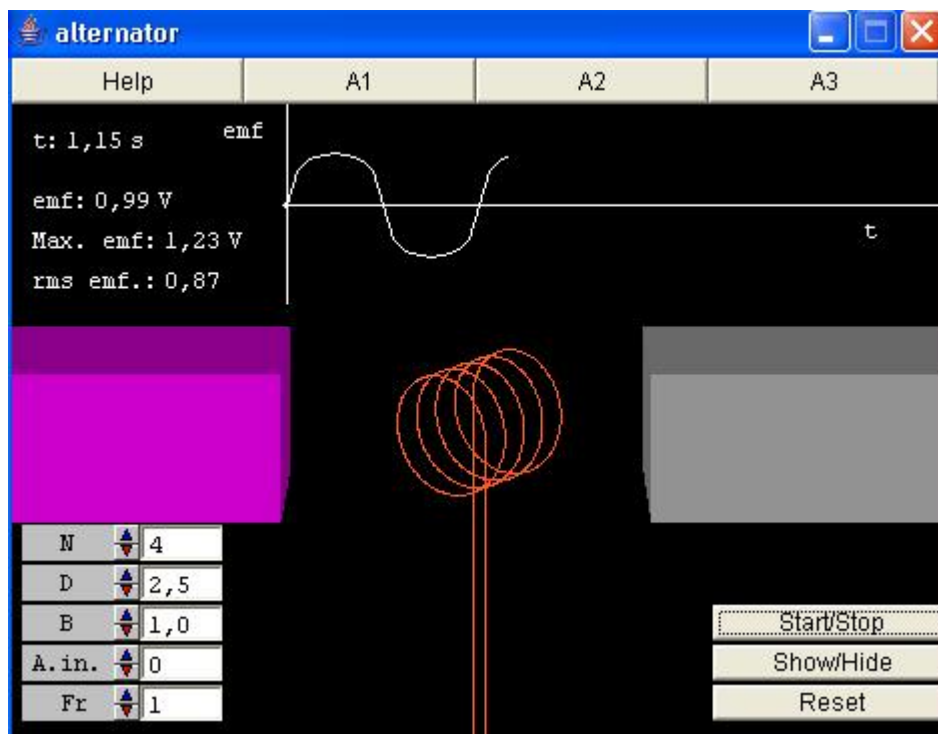 alternator
Help A1 A2 A3
t: 1,15 s emf
emf: 0,99 V
Max. emf: 1,23 V
rms emf.: 0,87
t
N 4
D 2,5
B 1,0
A.in. 0
Fr 1
Start/Stop
Show/Hide
Reset